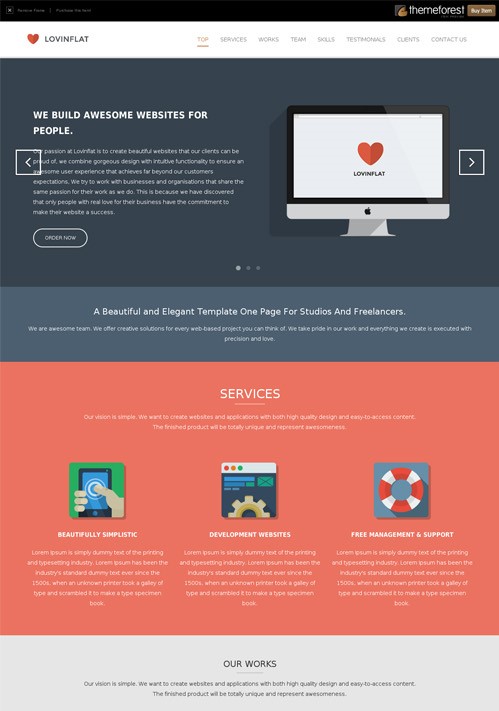 Remove Frame
Purchase the item!
themeforest
Buy Item
LOVINFLAT
TOP SERVICES WORKS TEAM SKILLS TESTIMONIALS CLIENTS CONTACT US
WE BUILD AWESOME WEBSITES FOR
PEOPLE.
Our passion at Lovinflat is to create beautiful websites that our clients can be
proud of, we combine gorgeous design with intuitive functionality to ensure an
awesome user experience that achieves far beyond our customers
expectations. We try to work with businesses and organisations that share the
same passion for their work as we do. This is because we have discovered
that only people with real love for their business have the commitment to
make their website a success.
ORDER NOW
LOVINFLAT
A Beautiful and Elegant Template One Page For Studios And Freelancers.
We are awesome team. We offer creative solutions for every web-based project you can think of. We take pride in our work and everything we create is executed with
precision and love.
SERVICES
Our vision is simple. We want to create websites and applications with both high quality design and easy-to-access content.
The finished product will be totally unique and represent awesomeness.
BEAUTIFULLY SIMPLISTIC
Lorem Ipsum is simply dummy text of the printing
and typesetting industry. Lorem Ipsum has been the
industry's standard dummy text ever since the
1500s, when an unknown printer took a galley of
type and scrambled it to make a type specimen
book.
DEVELOPMENT WEBSITES
Lorem Ipsum is simply dummy text of the printing
and typesetting industry. Lorem Ipsum has been the
industry's standard dummy text ever since the
1500s, when an unknown printer took a galley of
type and scrambled it to make a type specimen
book.
FREE MANAGEMENT & SUPPORT
Lorem Ipsum is simply dummy text of the printing
and typesetting industry. Lorem Ipsum has been the
industry's standard dummy text ever since the
1500s, when an unknown printer took a galley of
type and scrambled it to make a type specimen
book.
OUR WORKS
Our vision is simple. We want to create websites and applications with both high quality design and easy-to-access content.
The finished product will be totally unique and represent awesomeness.